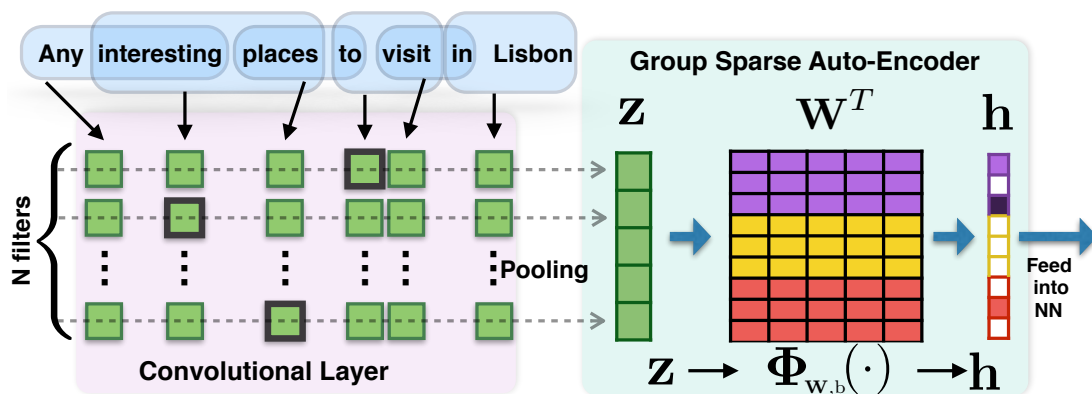 Any interesting places to visit in Lisbon
Group Sparse Auto-Encoder
z
W^T
h
N filters
Pooling
Feed
into
NN
Convolutional Layer
z → Φ_{w,b}(·) → h